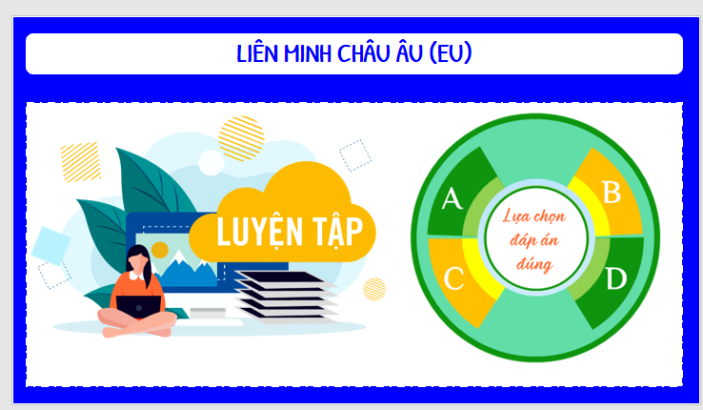 LIÊN MINH CHÂU ÂU (EU)
LUYỆN TẬP
A
B
Lựa chọn
đáp án
đúng
C
D